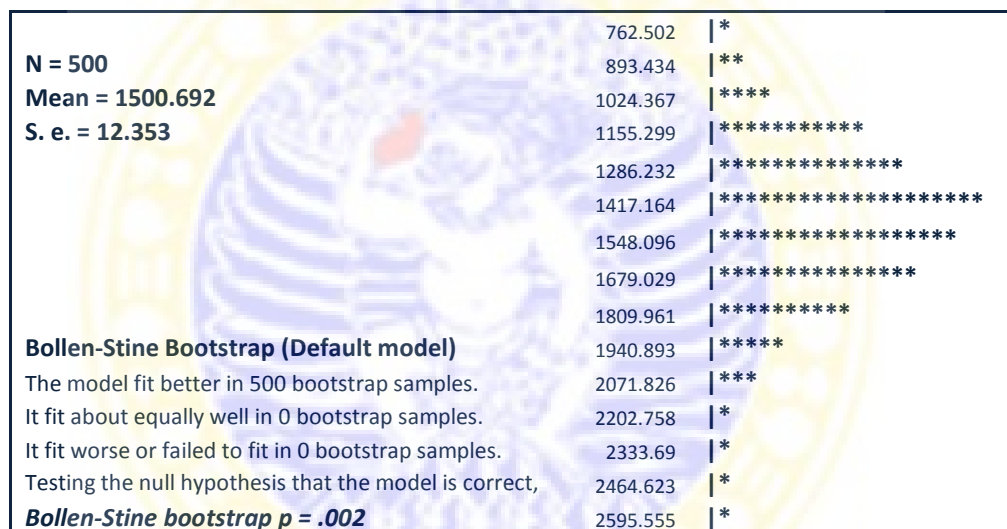 N = 500
Mean = 1500.692
S. e. = 12.353
Bollen-Stine Bootstrap (Default model)
The model fit better in 500 bootstrap samples.
It fit about equally well in 0 bootstrap samples.
It fit worse or failed to fit in 0 bootstrap samples.
Testing the null hypothesis that the model is correct,
Bollen-Stine bootstrap p = .002
762.502 |*
893.434 |**
1024.367 |****
1155.299 |***********
1286.232 |**************
1417.164 |********************
1548.096 |******************
1679.029 |***************
1809.961 |**********
1940.893 |*****
2071.826 |***
2202.758 |*
2333.69 |*
2464.623 |*
2595.555 |*